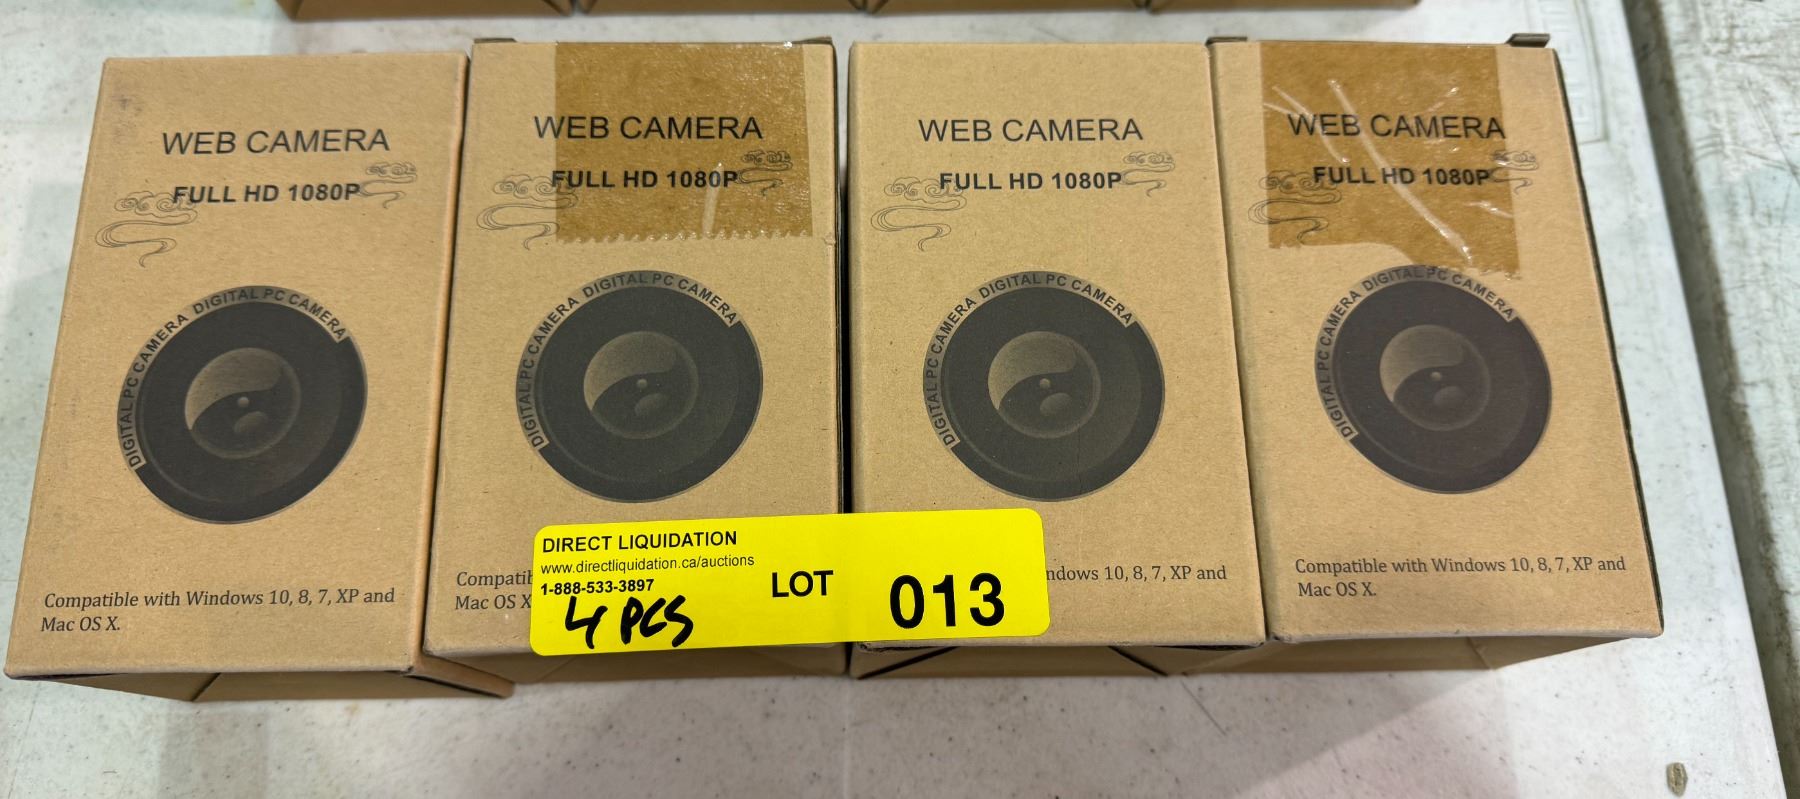 WEB CAMERA
FULL HD 1080P
DIGITAL PC CAMERA DIGITAL PC CAMERA
Compatible with Windows 10, 8, 7, XP and
Mac OS X.
WEB CAMERA
FULL HD 1080P
DIGITAL PC CAMERA DIGITAL PC CAMERA
Compatib
Mac OS X
WEB CAMERA
FULL HD 1080P
DIGITAL PC CAMERA DIGITAL PC CAMERA
ndows 10, 8, 7, XP and
WEB CAMERA
FULL HD 1080P
DIGITAL PC CAMERA DIGITAL PC CAMERA
Compatible with Windows 10, 8, 7, XP and
Mac OS X.
DIRECT LIQUIDATION
www.directliquidation.ca/auctions
1-888-533-3897
4 PCS
LOT 013